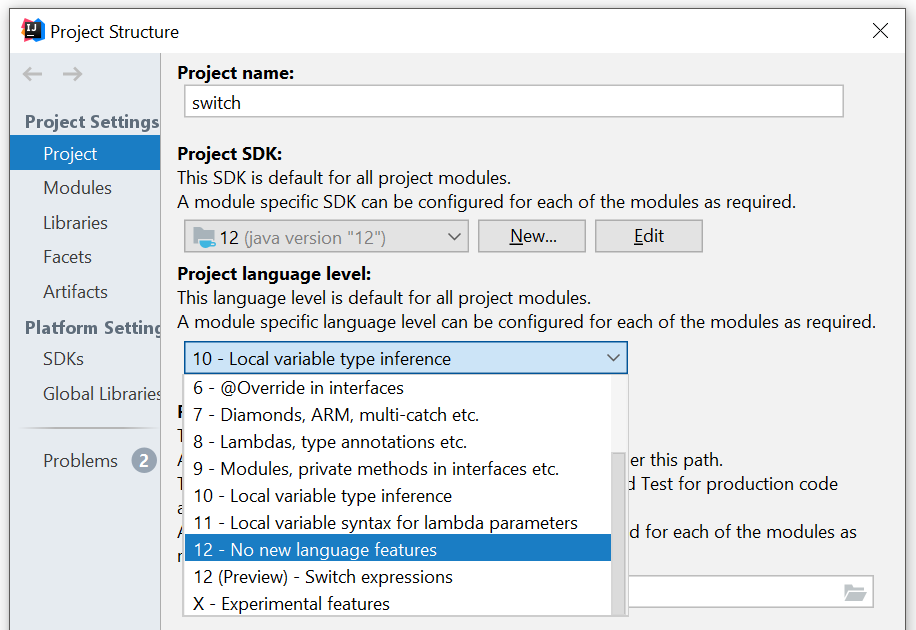 Project Structure
Project Settings
Project
Modules
Libraries
Facets
Artifacts
Platform Setting
SDKs
Global Libraries
Problems 2
Project name:
switch
Project SDK:
This SDK is default for all project modules.
A module specific SDK can be configured for each of the modules as required.
12 (java version "12") New... Edit
Project language level:
This language level is default for all project modules.
A module specific language level can be configured for each of the modules as required.
10 - Local variable type inference
6 - @Override in interfaces
7 - Diamonds, ARM, multi-catch etc.
8 - Lambdas, type annotations etc.
9 - Modules, private methods in interfaces etc.
10 - Local variable type inference
11 - Local variable syntax for lambda parameters
12 - No new language features
12 (Preview) - Switch expressions
X - Experimental features
er this path.
d Test for production code
d for each of the modules as